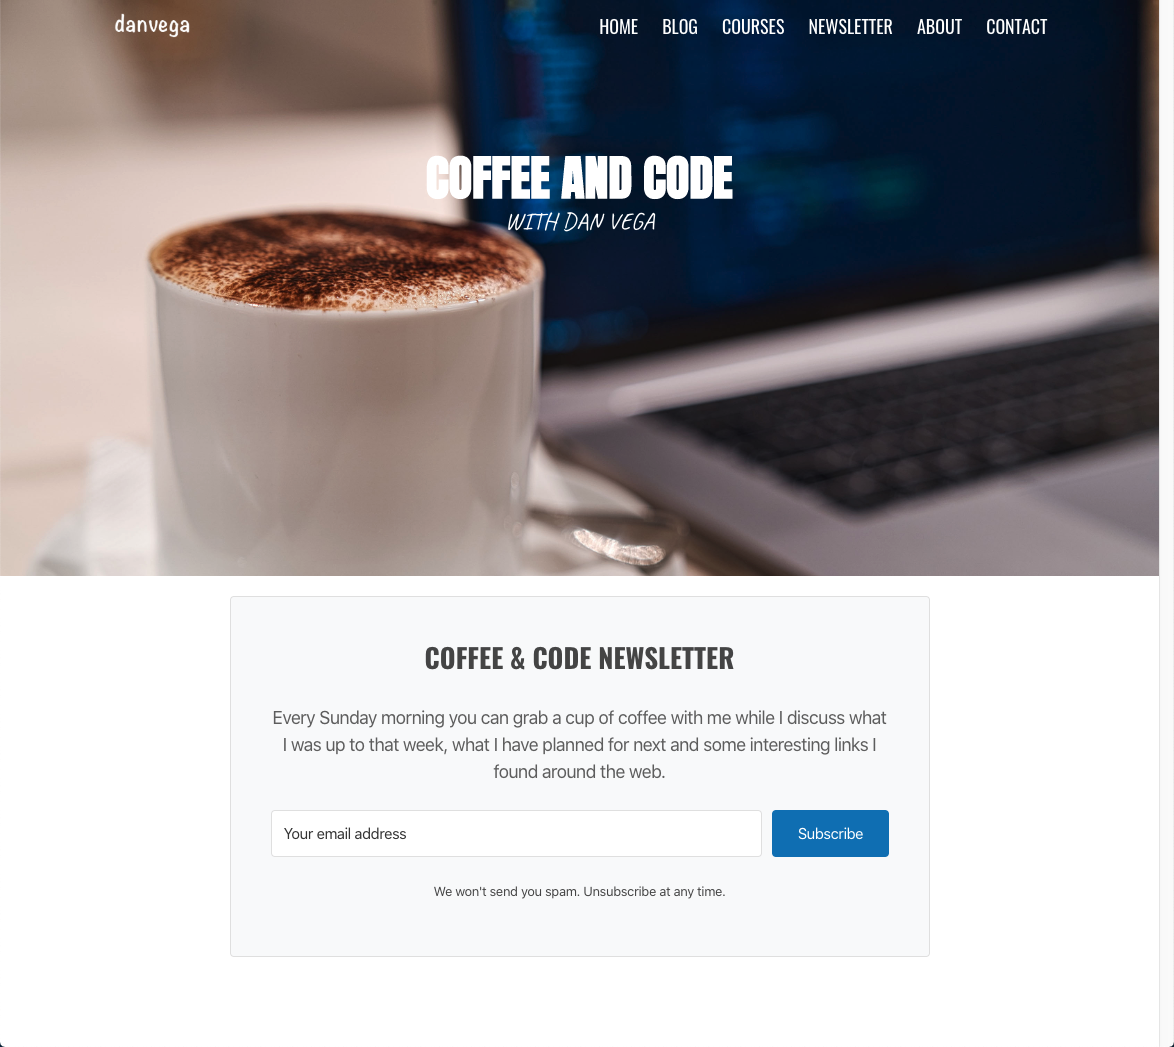 danvega
HOME BLOG COURSES NEWSLETTER ABOUT CONTACT
COFFEE AND CODE
WITH DAN VEGA
COFFEE & CODE NEWSLETTER
Every Sunday morning you can grab a cup of coffee with me while I discuss what
I was up to that week, what I have planned for next and some interesting links I
found around the web.
Your email address
Subscribe
We won't send you spam. Unsubscribe at any time.